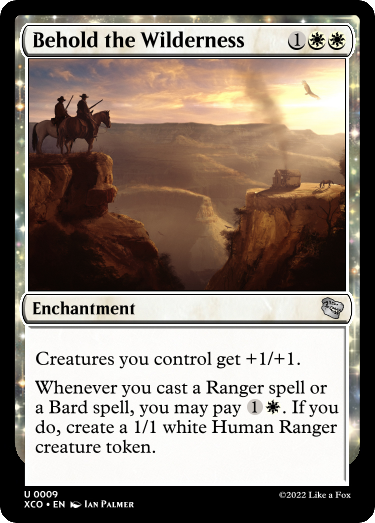 Behold the Wilderness 1
Enchantment
Creatures you control get +1/+1.
Whenever you cast a Ranger spell or
a Bard spell, you may pay 1. If you
do, create a 1/1 white Human Ranger
creature token.
U 0009
XCO • EN Ian Palmer
©2022 Like a Fox